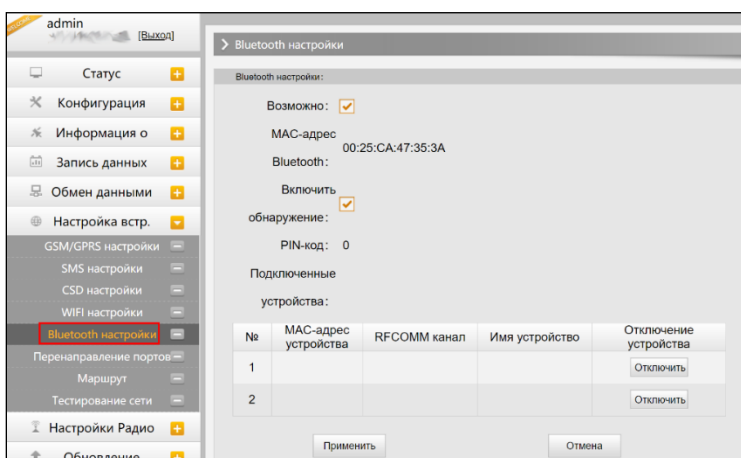 admin
[Выход]
Статус
Конфигурация
Информация о
Запись данных
Обмен данными
Настройка встр.
GSM/GPRS настройки
SMS настройки
CSD настройки
WIFI настройки
Bluetooth настройки
Перенаправление портов
Маршрут
Тестирование сети
Настройки Радио
Обновление
Bluetooth настройки
Bluetooth настройки:
Возможно:
MAC-адрес
Bluetooth: 00:25:CA:47:35:3A
Включить
обнаружение:
PIN-код: 0
Подключенные
устройства:
№ MAC-адрес устройства RFCOMM канал Имя устройство Отключение устройства
1 Отключить
2 Отключить
Применить Отмена